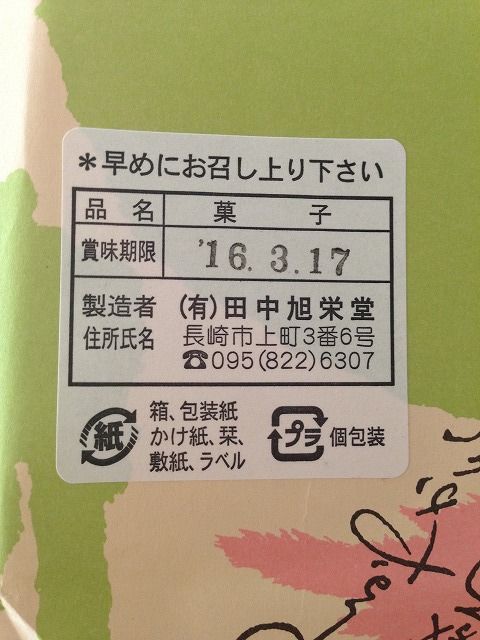 *早めにお召し上り下さい
品 名 菓 子
賞味期限 '16.3.17
製造者 (有)田中旭栄堂
住所氏名 長崎市上町3番6号
☎095(822)6307
紙 箱、包装紙
かけ紙、栞、
敷紙、ラベル
プラ 個包装